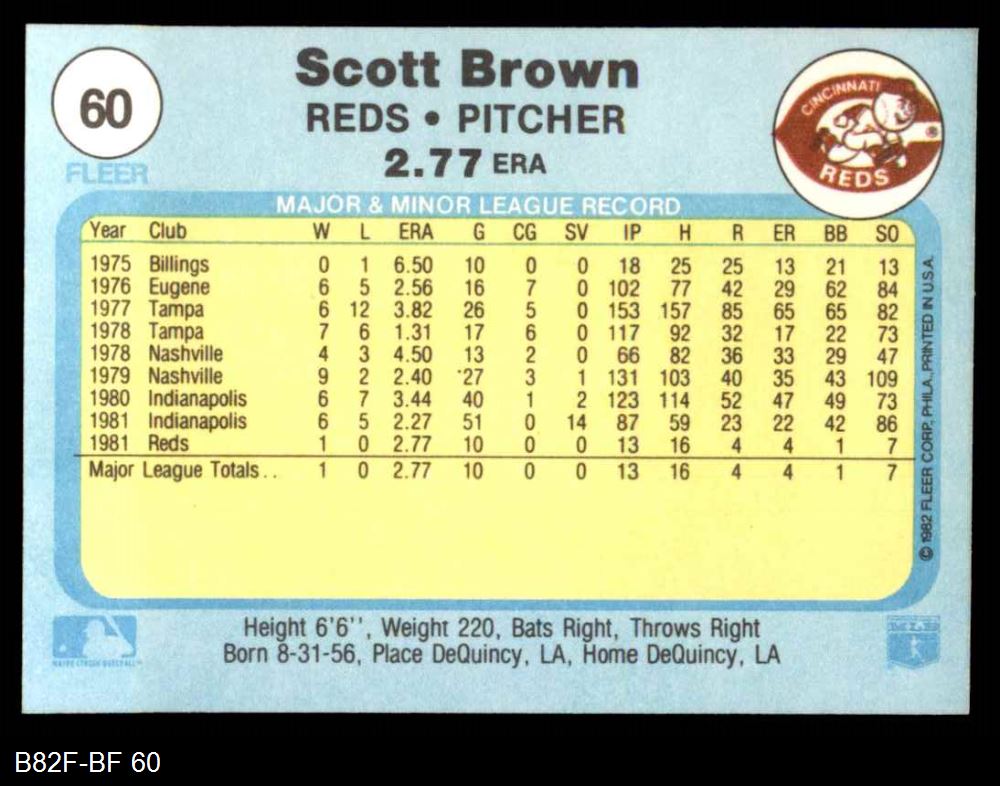 60
FLEER
Scott Brown
REDS • PITCHER
2.77 ERA
CINCINNATI
REDS
®
MAJOR & MINOR LEAGUE RECORD
Year Club W L ERA G CG SV IP H R ER BB SO
1975 Billings 0 1 6.50 10 0 0 18 25 25 13 21 13
1976 Eugene 6 5 2.56 16 7 0 102 77 42 29 62 84
1977 Tampa 6 12 3.82 26 5 0 153 157 85 65 65 82
1978 Tampa 7 6 1.31 17 6 0 117 92 32 17 22 73
1978 Nashville 4 3 4.50 13 2 0 66 82 36 33 29 47
1979 Nashville 9 2 2.40 27 3 1 131 103 40 35 43 109
1980 Indianapolis 6 7 3.44 40 1 2 123 114 52 47 49 73
1981 Indianapolis 6 5 2.27 51 0 14 87 59 23 22 42 86
1981 Reds 1 0 2.77 10 0 0 13 16 4 4 1 7
Major League Totals . . 1 0 2.77 10 0 0 13 16 4 4 1 7
© 1982 FLEER CORP. PHILA., PRINTED IN U.S.A.
Height 6'6'', Weight 220, Bats Right, Throws Right
Born 8-31-56, Place DeQuincy, LA, Home DeQuincy, LA
MAJOR LEAGUE BASEBALL
B82F-BF 60